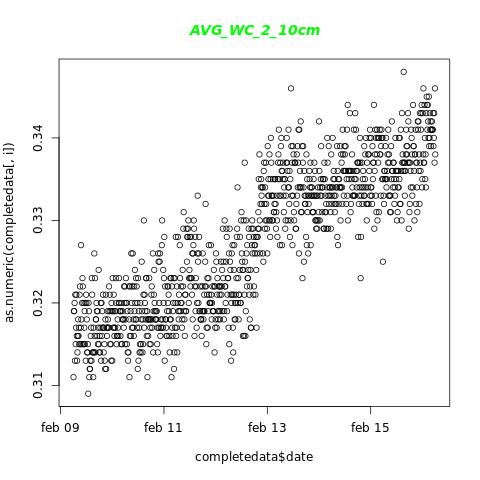 AVG_WC_2_10cm
as.numeric(completedata[, i])
0.34
0.33
0.32
0.31
feb 09 feb 11 feb 13 feb 15
completedata$date